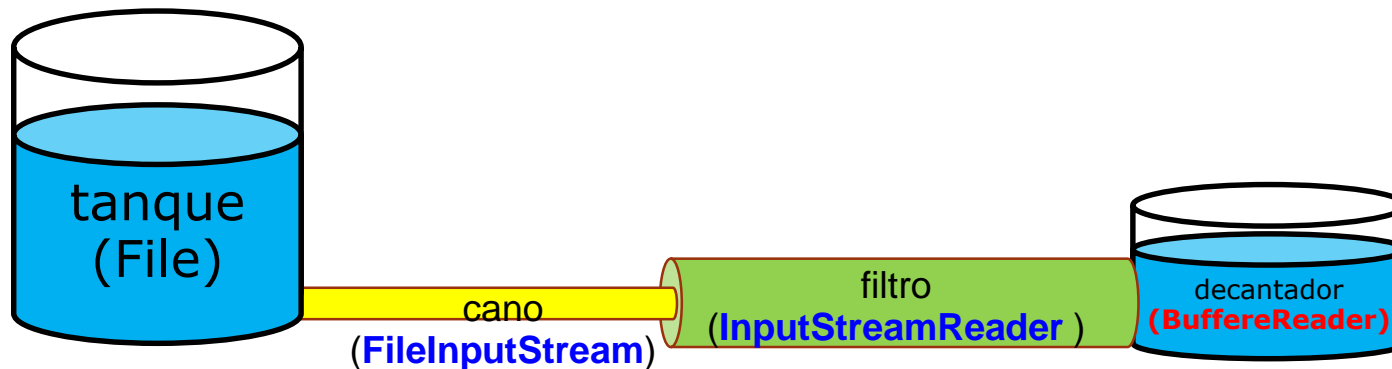 tanque
(File)
cano
(FileInputStream)
filtro
(InputStreamReader )
decantador
(BuffereReader)